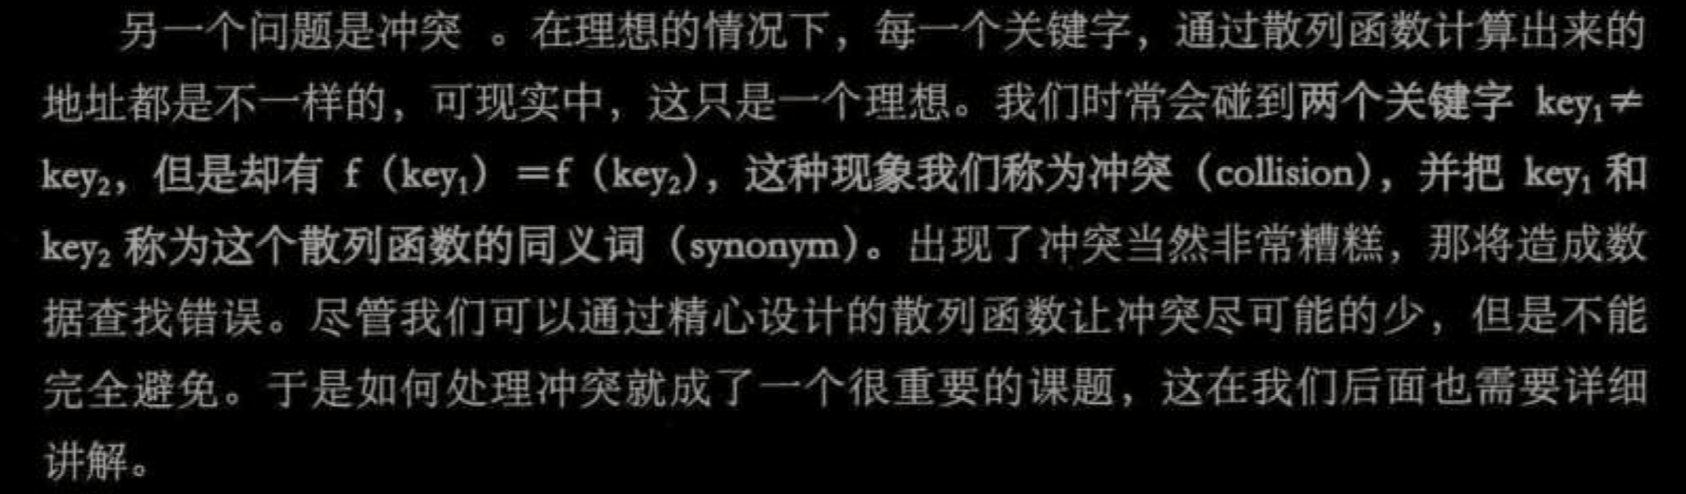 另一个问题是冲突 。在理想的情况下，每一个关键字，通过散列函数计算出来的
地址都是不一样的，可现实中，这只是一个理想。我们时常会碰到两个关键字 key₁≠
key₂，但是却有 f（key₁）=f（key₂），这种现象我们称为冲突（collision），并把 key₁ 和
key₂ 称为这个散列函数的同义词（synonym）。出现了冲突当然非常糟糕，那将造成数
据查找错误。尽管我们可以通过精心设计的散列函数让冲突尽可能的少，但是不能
完全避免。于是如何处理冲突就成了一个很重要的课题，这在我们后面也需要详细
讲解。